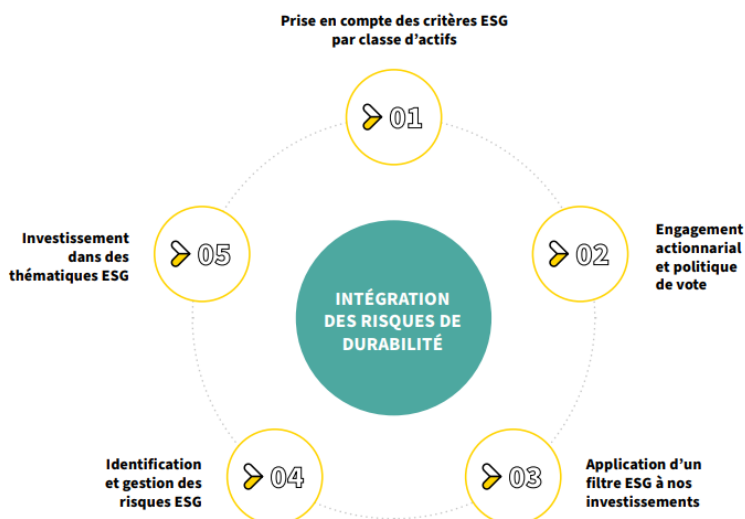 Prise en compte des critères ESG
par classe d'actifs
01
Engagement
actionnarial
et politique
de vote
02
Application d'un
filtre ESG à nos
investissements
03
Identification
et gestion des
risques ESG
04
Investissement
dans des
thématiques ESG
05
INTÉGRATION
DES RISQUES DE
DURABILITÉ